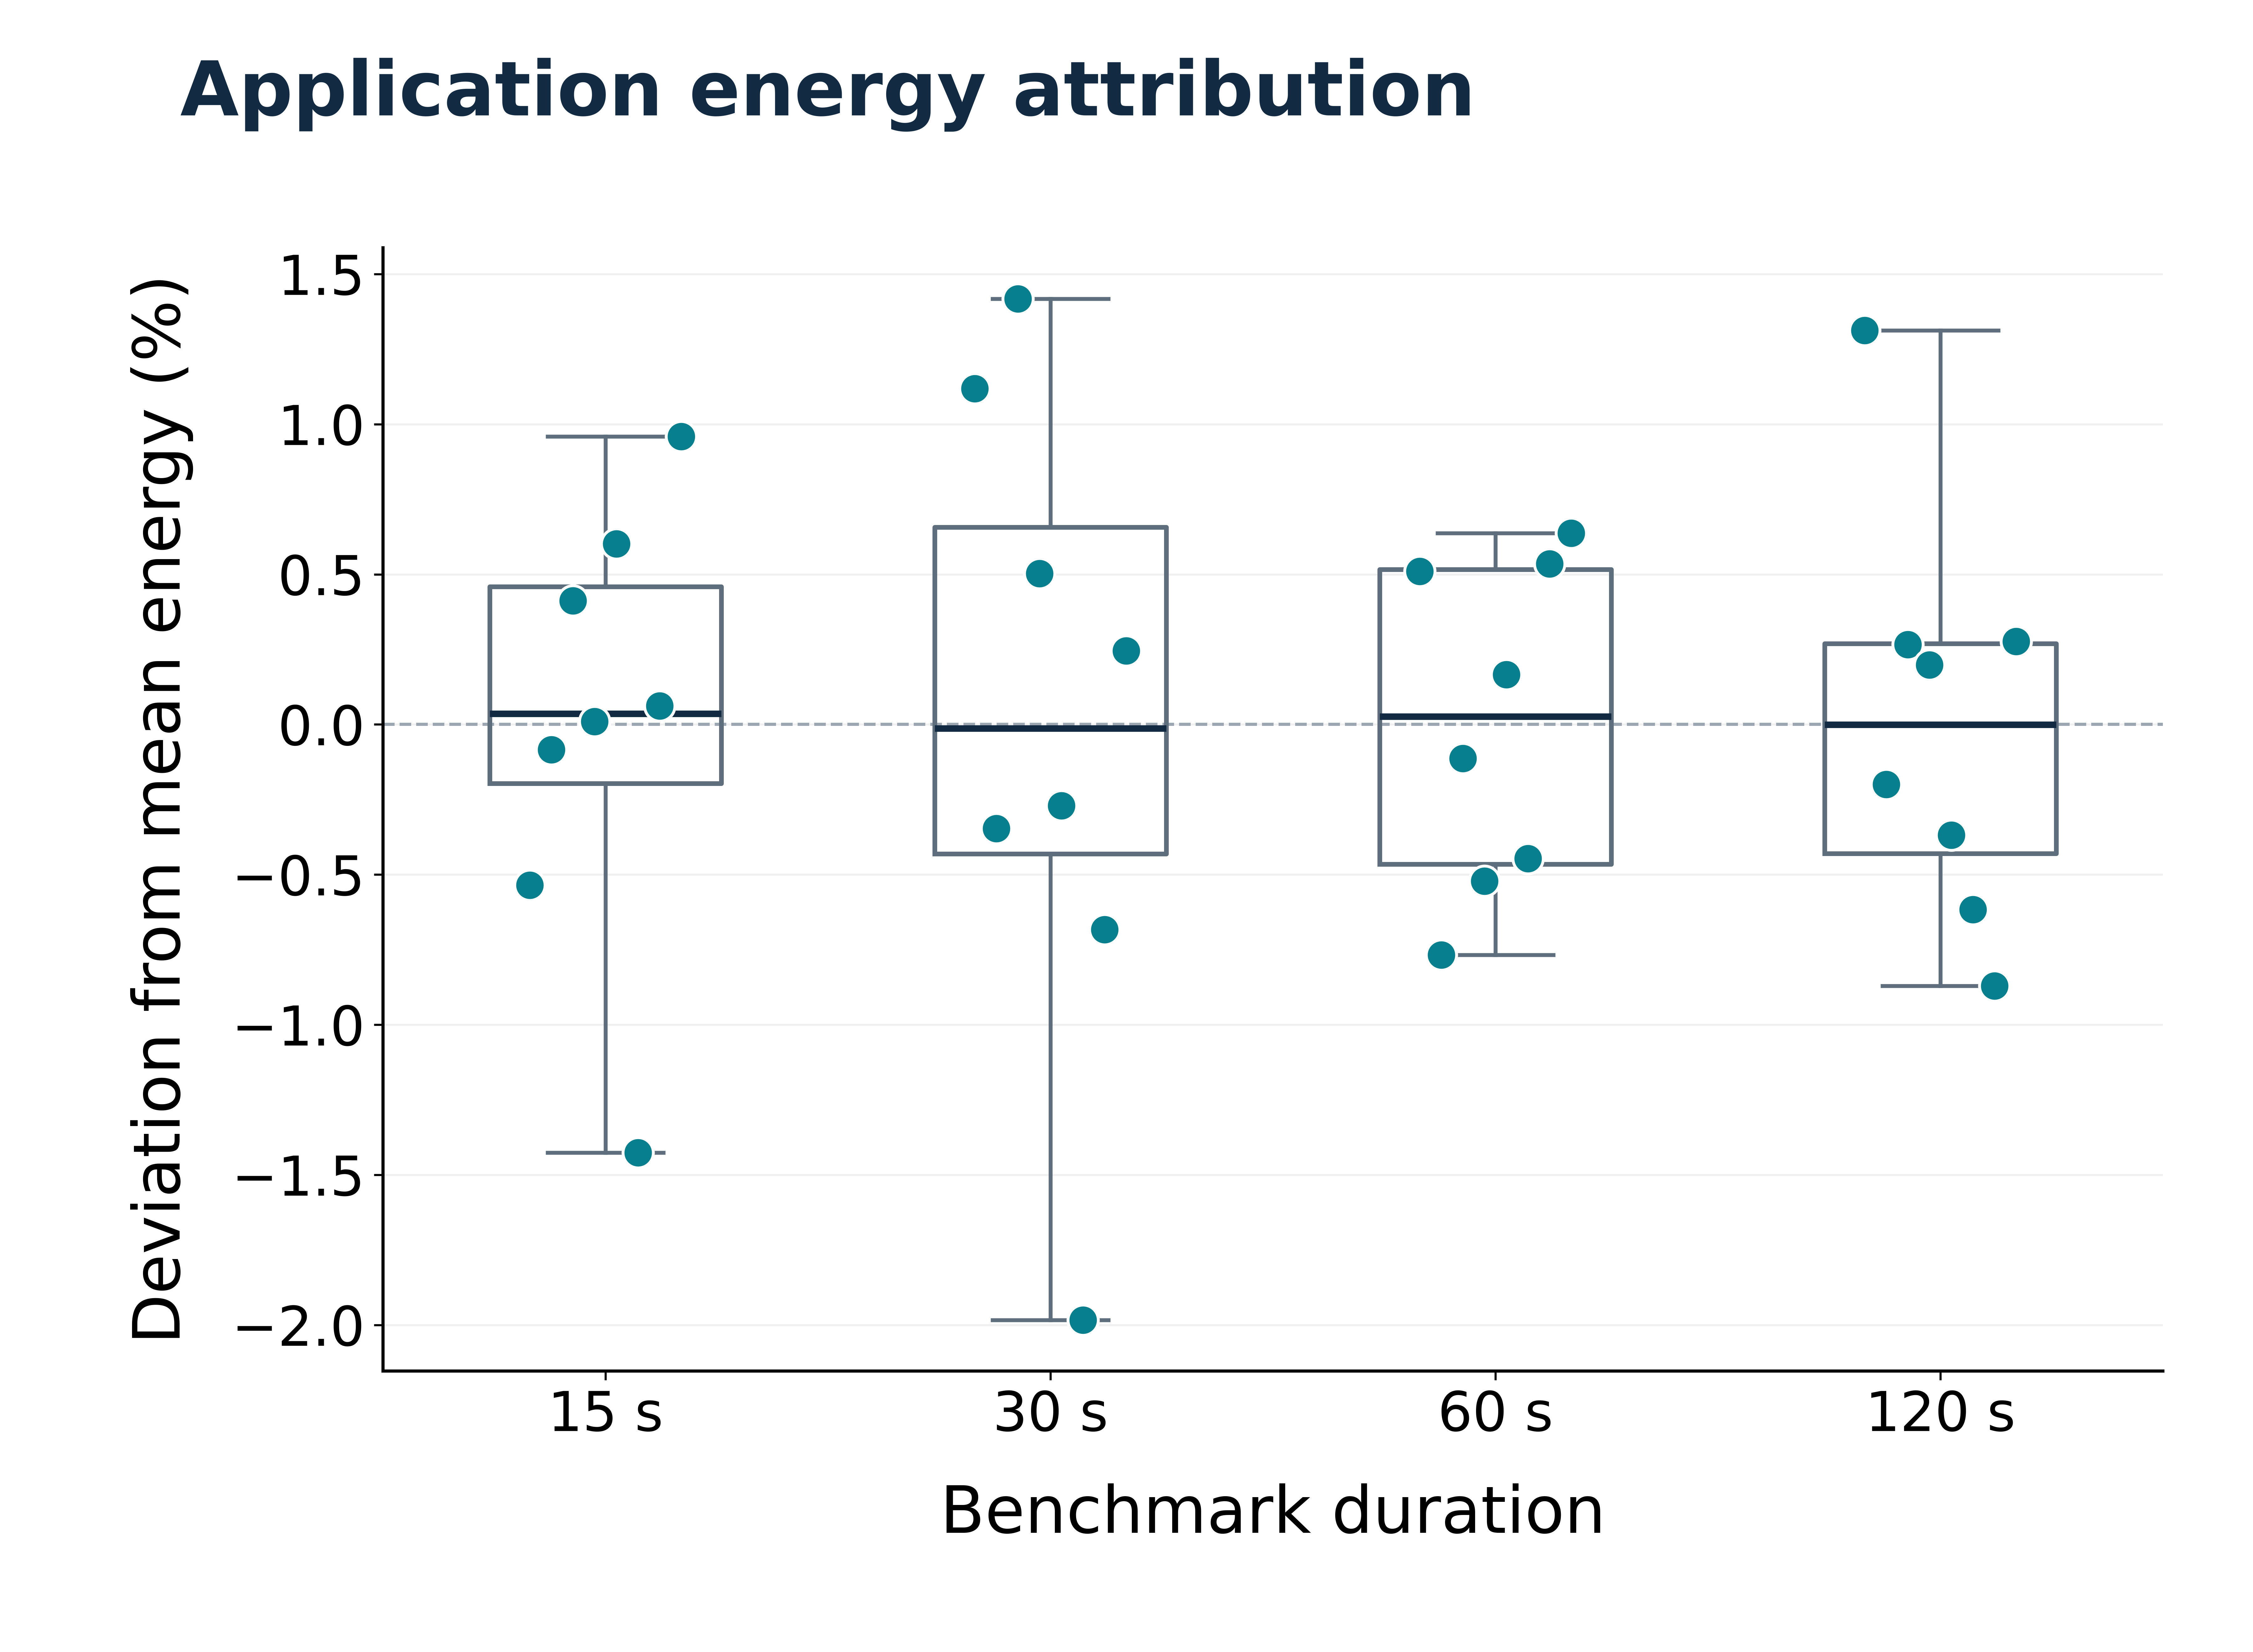 Application energy attribution
Deviation from mean energy (%)
1.5
1.0
0.5
0.0
−0.5
−1.0
−1.5
−2.0
15 s
30 s
60 s
120 s
Benchmark duration